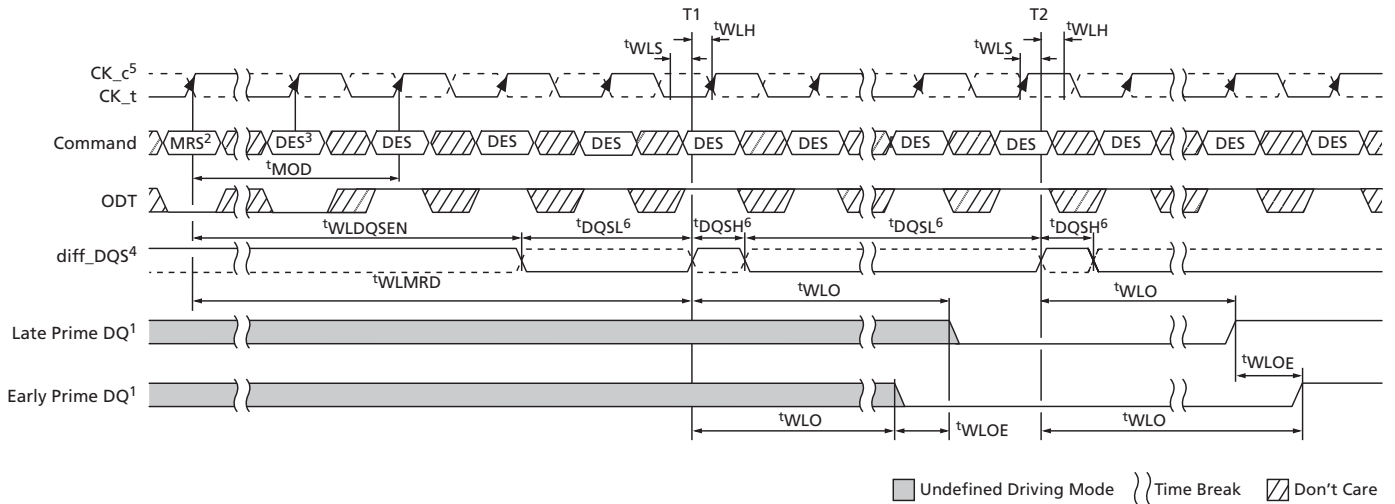 T1 T2
tWLH tWLH
tWLS tWLS
CK_c5
CK_t
Command MRS2 DES3 DES DES DES DES DES DES DES DES DES DES
tMOD
ODT
tWLDQSEN tDQSL6 tDQSH6 tDQSL6 tDQSH6
diff_DQS4
tWLMRD tWLO tWLO
Late Prime DQ1
tWLOE
Early Prime DQ1
tWLO tWLOE tWLO
Undefined Driving Mode Time Break Don't Care